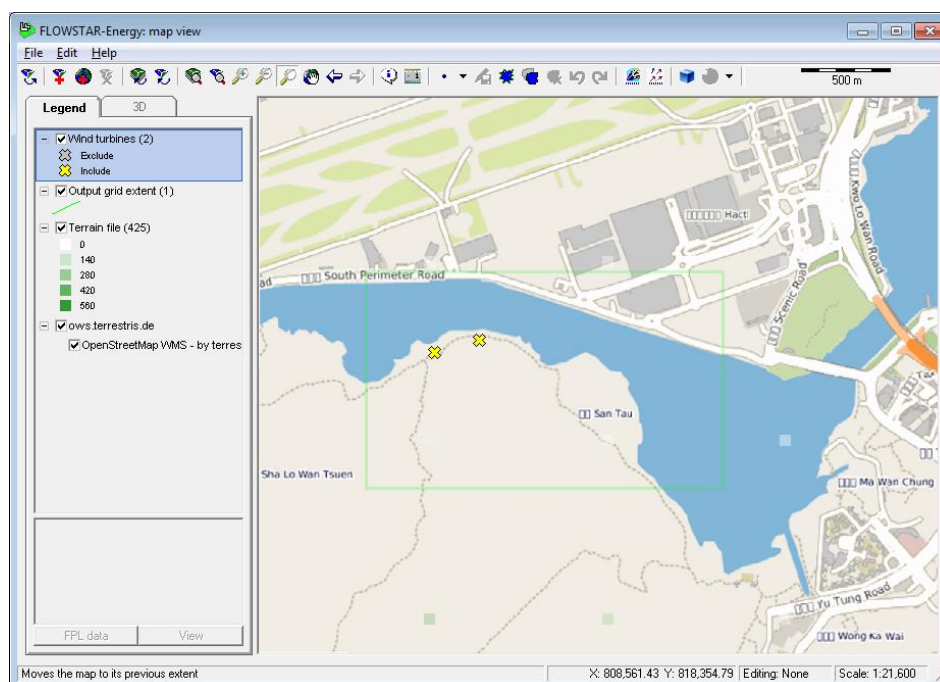 FLOWSTAR-Energy: map view
File Edit Help
500 m
Legend
3D
Wind turbines (2)
Exclude
Include
Output grid extent (1)
Terrain file (425)
0
140
280
420
560
ows.terrestris.de
OpenStreetMap WMS - by terres
FPL data
View
Hactl
Kwo Lo Wan Road
South Perimeter Road
ad
Scenic Road
San Tau
Sha Lo Wan Tsuen
Ma Wan Chung
Yu Tung Road
Wong Ka Wai
Moves the map to its previous extent
X: 808,561.43 Y: 818,354.79
Editing: None
Scale: 1:21,600